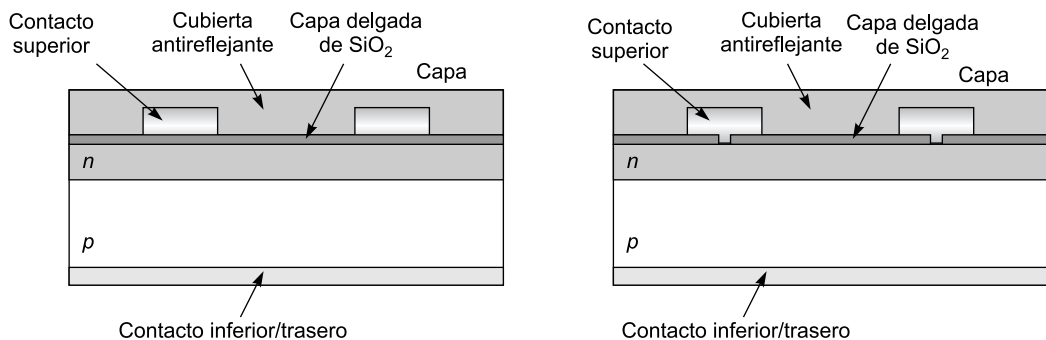 Contacto
superior
Cubierta
antireflejante
Capa delgada
de SiO₂
Capa
n
p
Contacto inferior/trasero
Contacto
superior
Cubierta
antireflejante
Capa delgada
de SiO₂
Capa
n
p
Contacto inferior/trasero